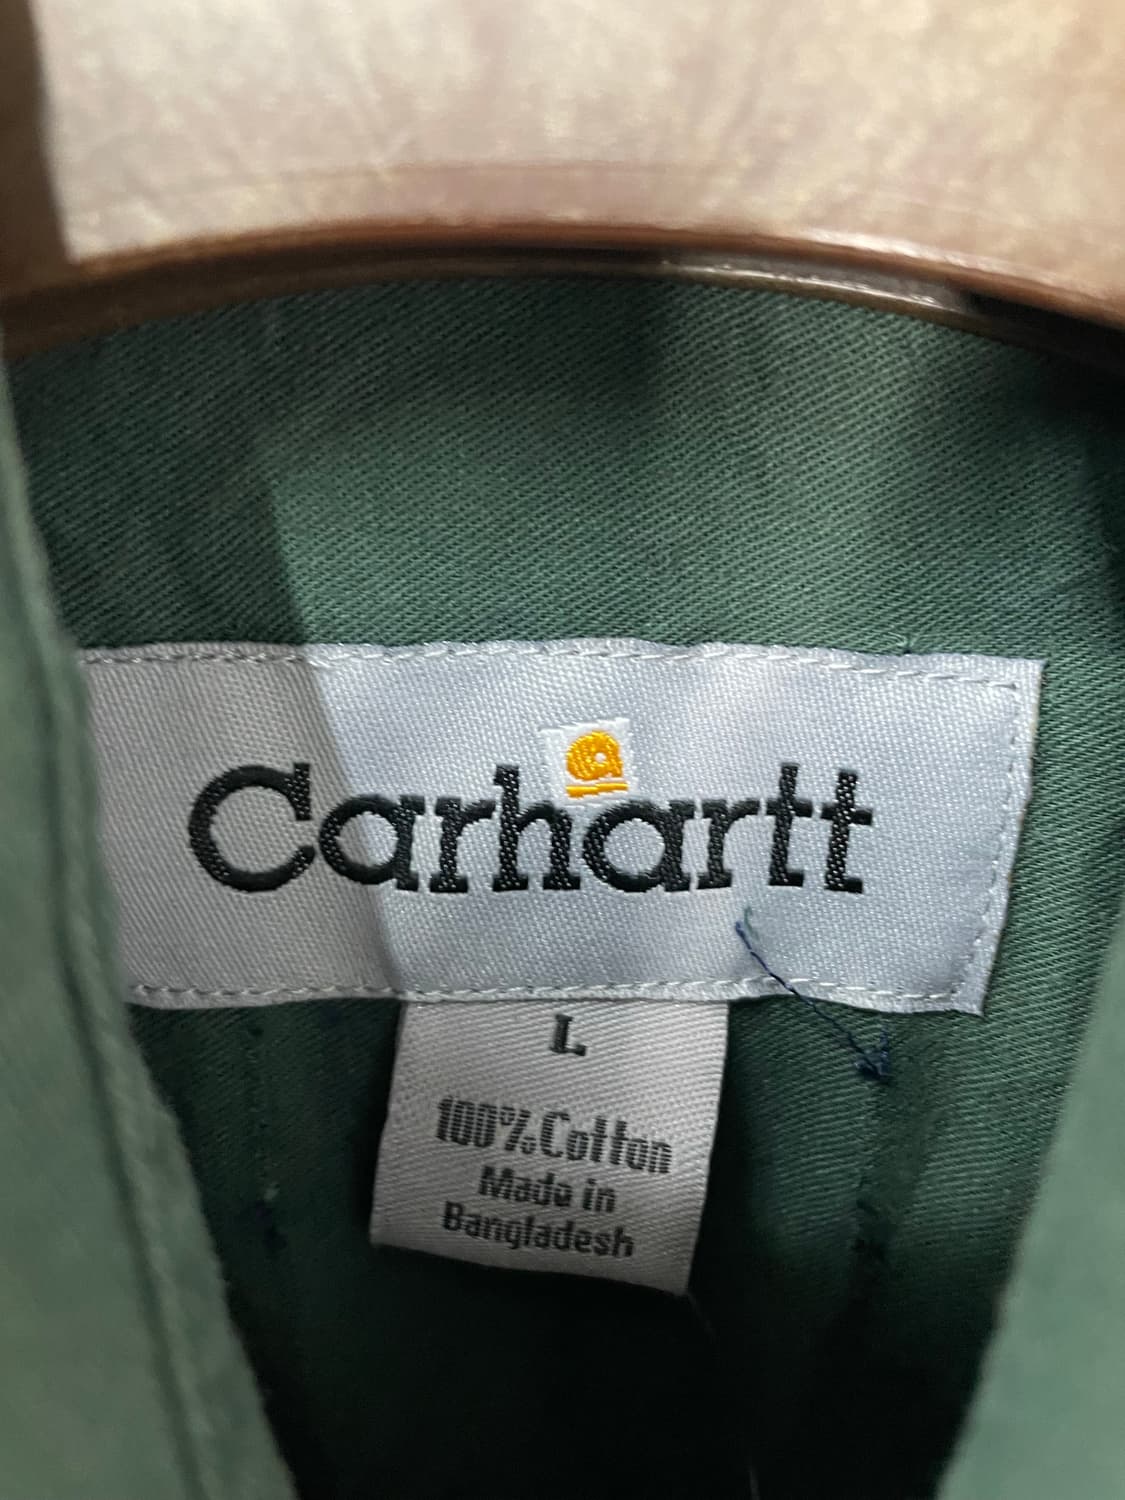 Carhartt
L
100% Cotton
Made in
Bangladesh